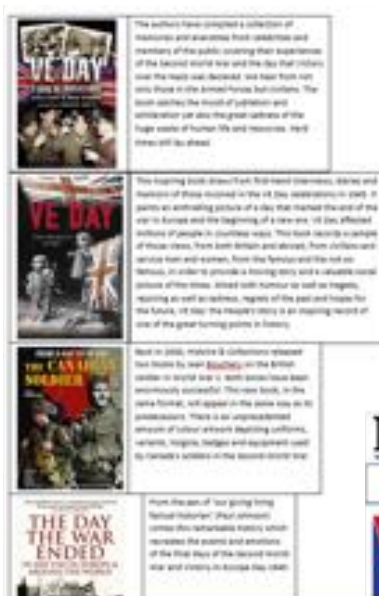 The authors have compiled a collection of
memories and anecdotes from celebrities and
members of the public covering their experiences
of the Second World War and the day that victory
over the Nazis was declared. We hear from not
only those in the Armed Forces but civilians. The
book catches the mood of jubilation and
celebration yet also the great sadness of the
huge waste of human life and resources. Hard
times still lay ahead.
VE DAY
This inspiring book draws from first-hand interviews, diaries and
memoirs of those involved in the VE Day celebrations in 1945. It
paints an enthralling picture of a day that marked the end of the
war in Europe and the beginning of a new era. VE Day affected
millions of people in countless ways. This book records a sample
of those views, from both Britain and abroad, from civilians and
service men and women, from the famous and the not so
famous, in order to provide a moving story and a valuable social
picture of the times. Mixed with humour as well as tragedy,
rejoicing as well as sadness, regrets of the past and hopes for
the future, VE Day: the People's Story is an inspiring record of
one of the great turning points in history.
VE DAY
Back in 2000, Histoire & Collections released
two books by Jean Bouchery on the British
soldier in World War II. Both books have been
enormously successful. This new book, in the
same format, will appear in the same way as its
predecessors. There is an unprecedented
amount of colour artwork depicting uniforms,
variants, insignia, badges and equipment used
by Canada's soldiers in the Second World War.
THE CANADIAN
SOLDIER
From the pen of "our giving living
factual historian" (Paul Johnson)
comes this remarkable history which
recreates the events and emotions
of the final days of the Second World
War and Victory in Europe Day 1945.
THE DAY
THE WAR
ENDED